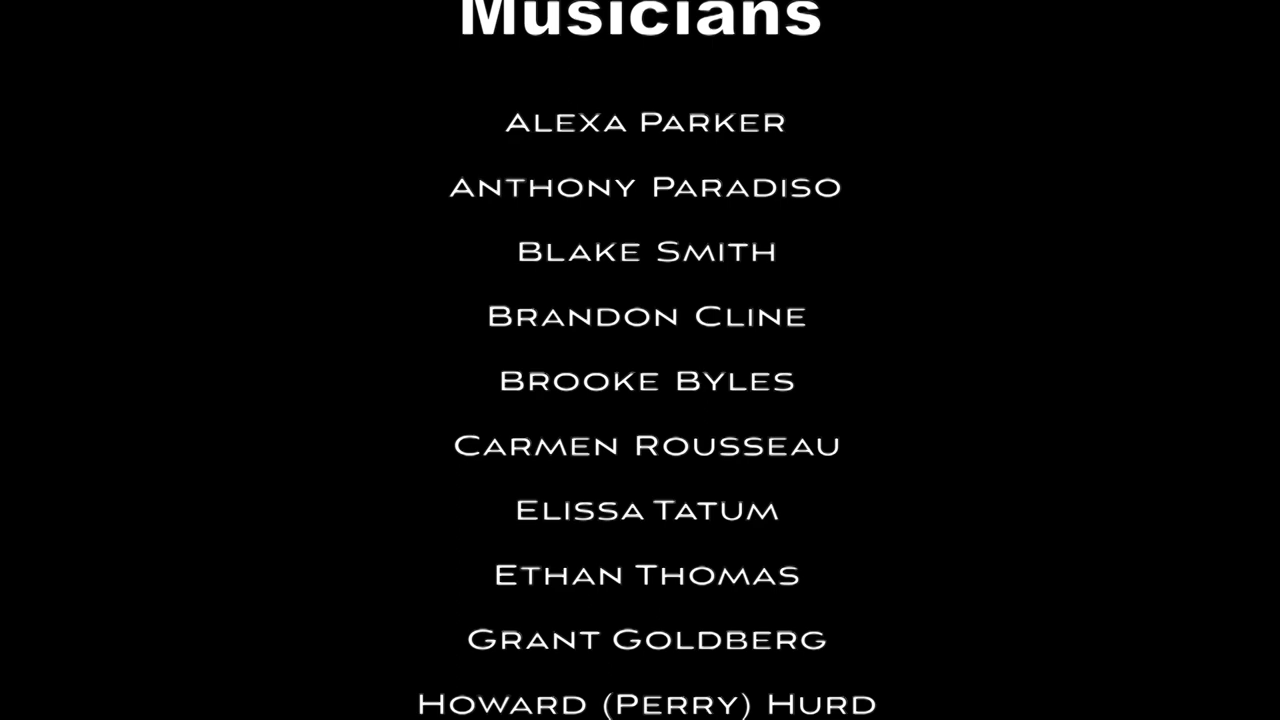 Musicians
Alexa Parker
Anthony Paradiso
Blake Smith
Brandon Cline
Brooke Byles
Carmen Rousseau
Elissa Tatum
Ethan Thomas
Grant Goldberg
Howard (Perry) Hurd